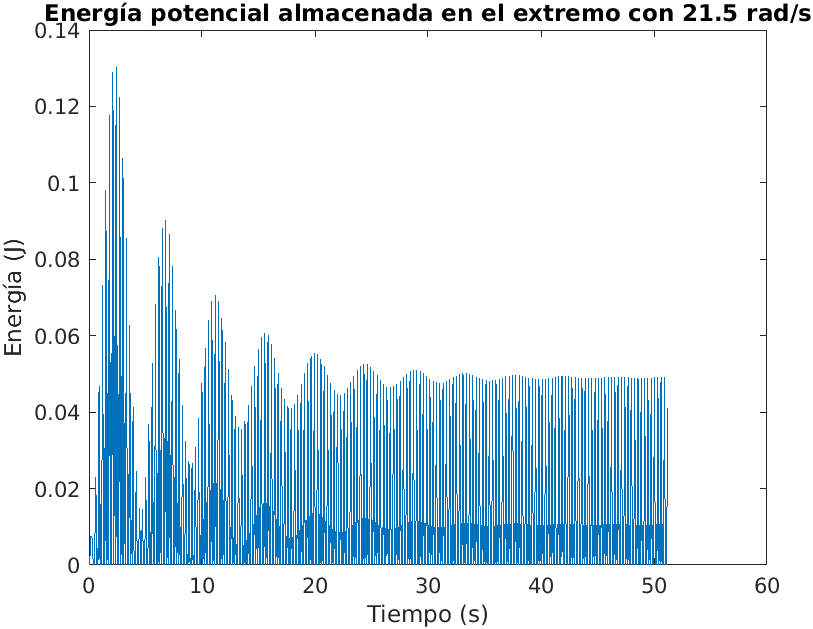 Energía potencial almacenada en el extremo con 21.5 rad/s
0.14
0.12
0.1
0.08
0.06
0.04
0.02
0
Energía (J)
0 10 20 30 40 50 60
Tiempo (s)